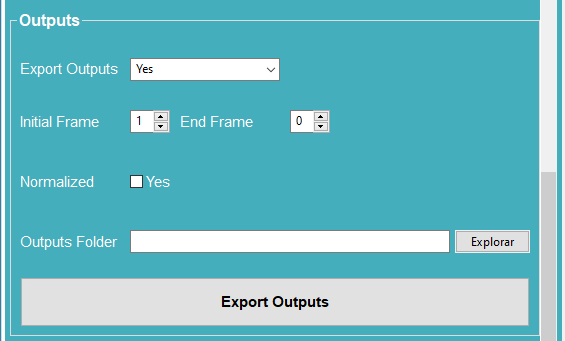 Outputs
Export Outputs Yes
Initial Frame 1 End Frame 0
Normalized Yes
Outputs Folder Explorar
Export Outputs